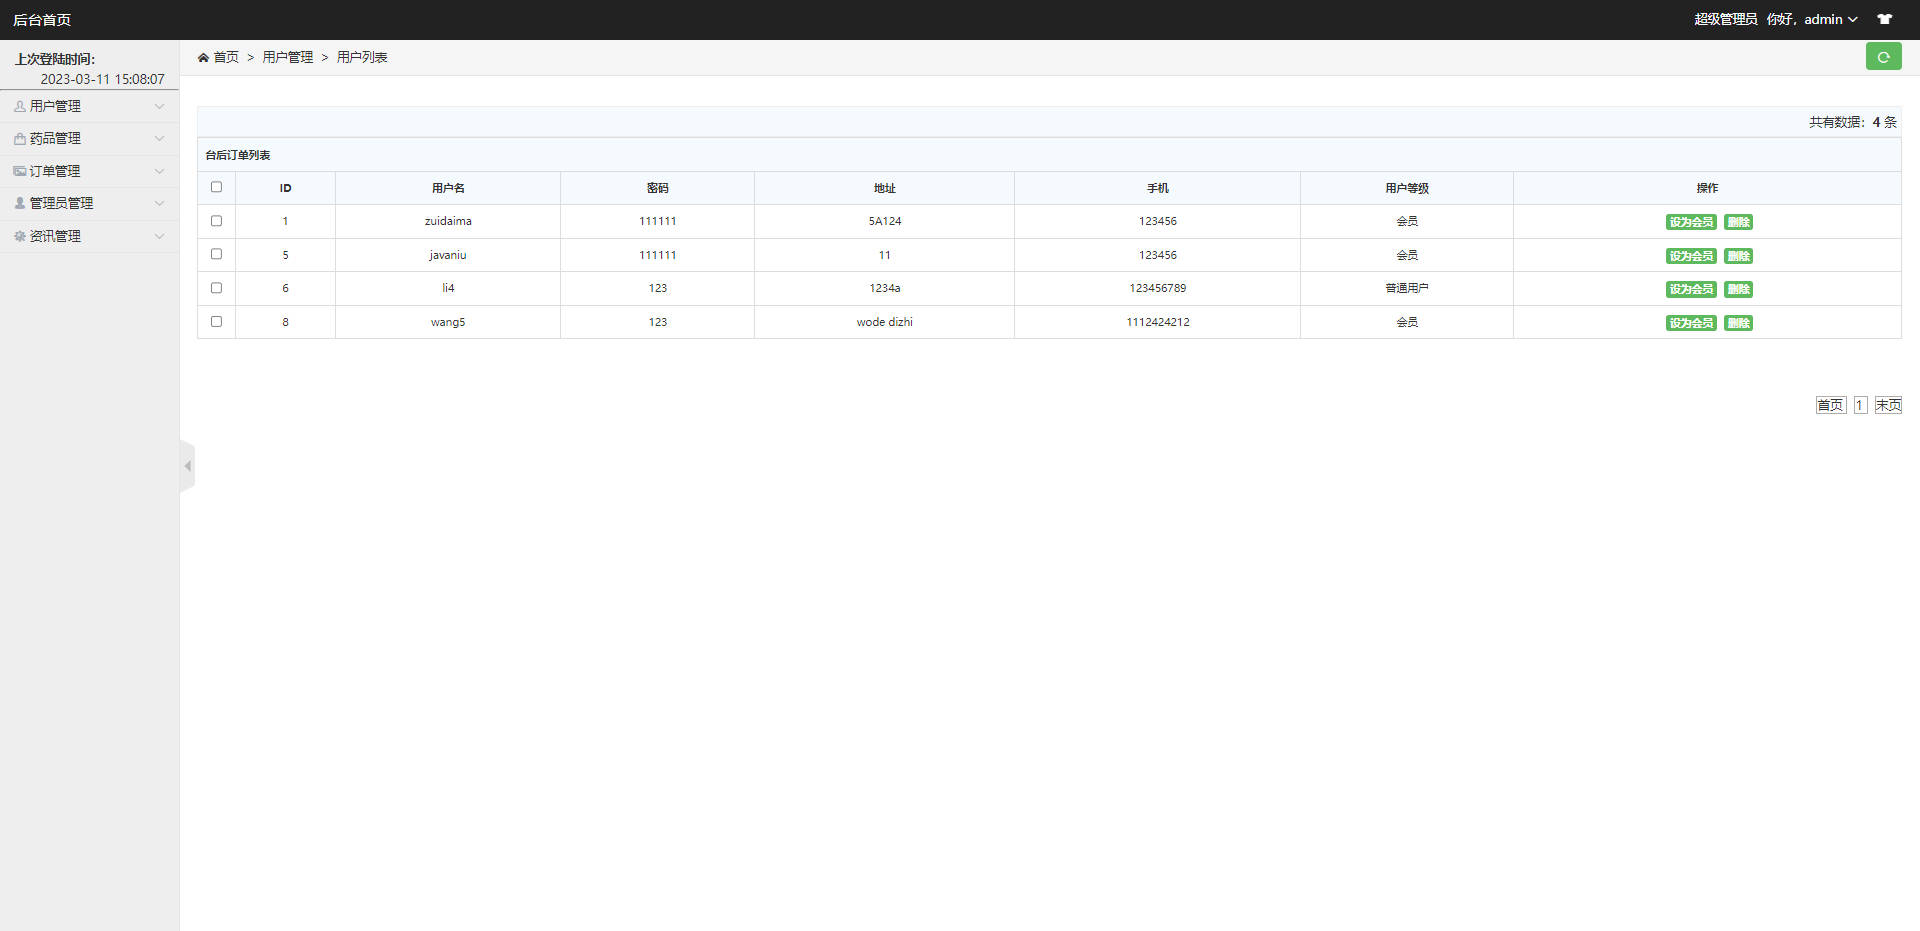 后台首页
超级管理员 你好，admin
上次登陆时间：
2023-03-11 15:08:07
用户管理
药品管理
订单管理
管理员管理
资讯管理
首页 > 用户管理 > 用户列表
共有数据：4 条
台后订单列表
ID 用户名 密码 地址 手机 用户等级 操作
1 zuidaima 111111 5A124 123456 会员 设为会员 删除
5 javaniu 111111 11 123456 会员 设为会员 删除
6 li4 123 1234a 123456789 普通用户 设为会员 删除
8 wang5 123 wode dizhi 1112424212 会员 设为会员 删除
首页 1 末页